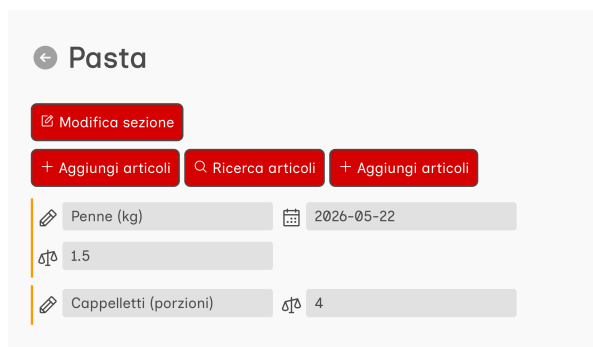 Pasta
Modifica sezione
Aggiungi articoli Ricerca articoli Aggiungi articoli
Penne (kg) 2026-05-22
1.5
Cappelletti (porzioni) 4